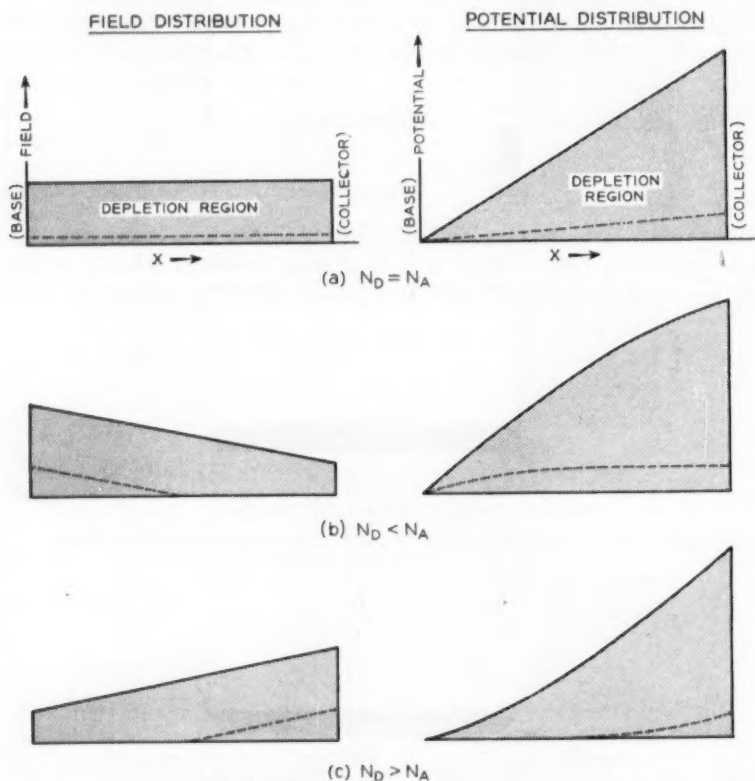 FIELD DISTRIBUTION
POTENTIAL DISTRIBUTION
(BASE)
FIELD
DEPLETION REGION
(COLLECTOR)
X
(BASE)
POTENTIAL
DEPLETION
REGION
(COLLECTOR)
X
(a) N_D = N_A
(b) N_D < N_A
(c) N_D > N_A